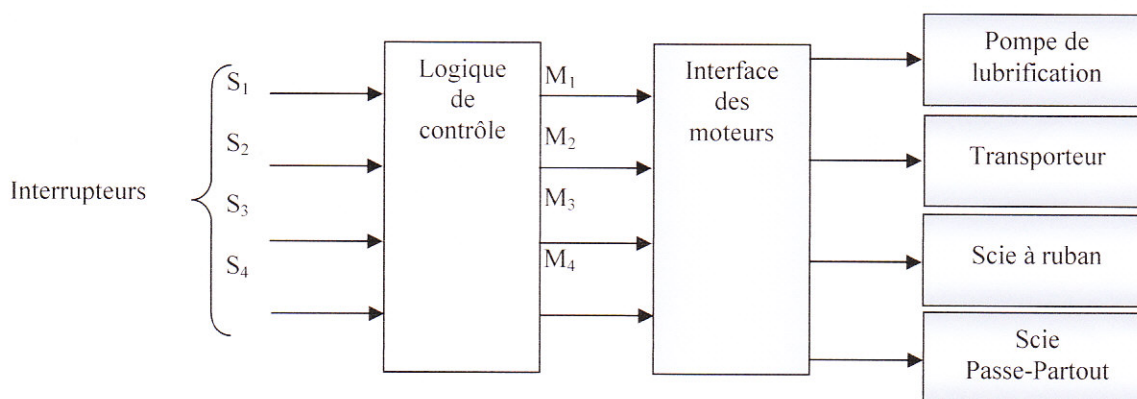 Interrupteurs
S₁
S₂
S₃
S₄
Logique
de
contrôle
M₁
M₂
M₃
M₄
Interface
des
moteurs
Pompe de
lubrification
Transporteur
Scie à ruban
Scie
Passe-Partout